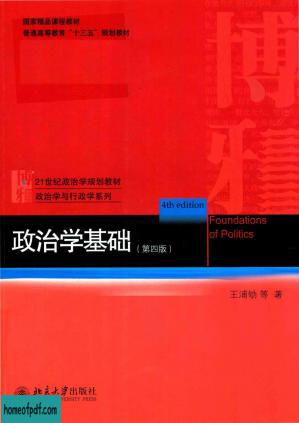 国家精品课程教材
普通高等教育“十三五”规划教材
博雅
21世纪政治学规划教材
政治学与行政学系列
4th edition
Foundations
of Politics
政治学基础（第四版）
王浦劬 等 著
北京大学出版社
homeofpdf.com